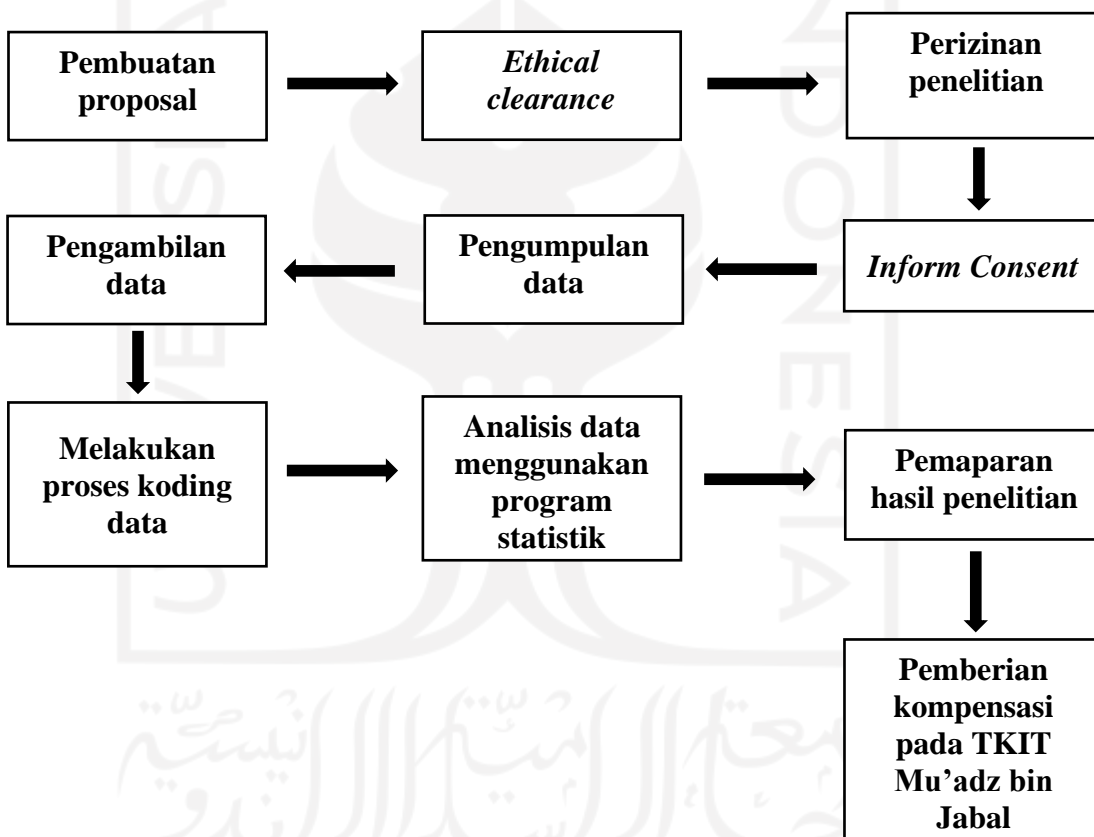 Pembuatan
proposal
Ethical
clearance
Perizinan
penelitian
Inform Consent
Pengumpulan
data
Pengambilan
data
Melakukan
proses koding
data
Analisis data
menggunakan
program
statistik
Pemaparan
hasil penelitian
Pemberian
kompensasi
pada TKIT
Mu’adz bin
Jabal